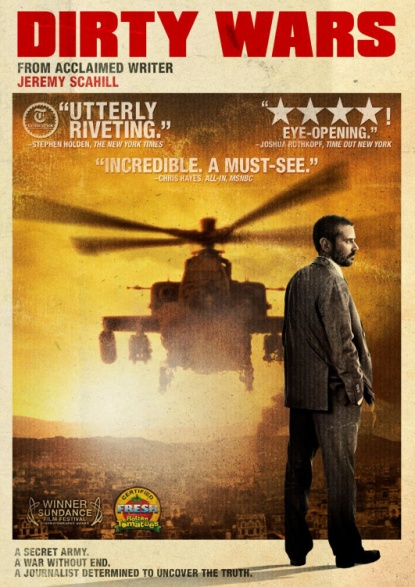 DIRTY WARS
FROM ACCLAIMED WRITER
JEREMY SCAHILL
“UTTERLY
RIVETING.”
–STEPHEN HOLDEN, THE NEW YORK TIMES
“★★★★!
EYE-OPENING.”
–JOSHUA ROTHKOPF, TIME OUT NEW YORK
“INCREDIBLE. A MUST-SEE.”
–CHRIS HAYES, ALL-IN, MSNBC
WINNER
SUNDANCE
FILM FESTIVAL
CERTIFIED
FRESH
Rotten
Tomatoes
A SECRET ARMY.
A WAR WITHOUT END.
A JOURNALIST DETERMINED TO UNCOVER THE TRUTH.